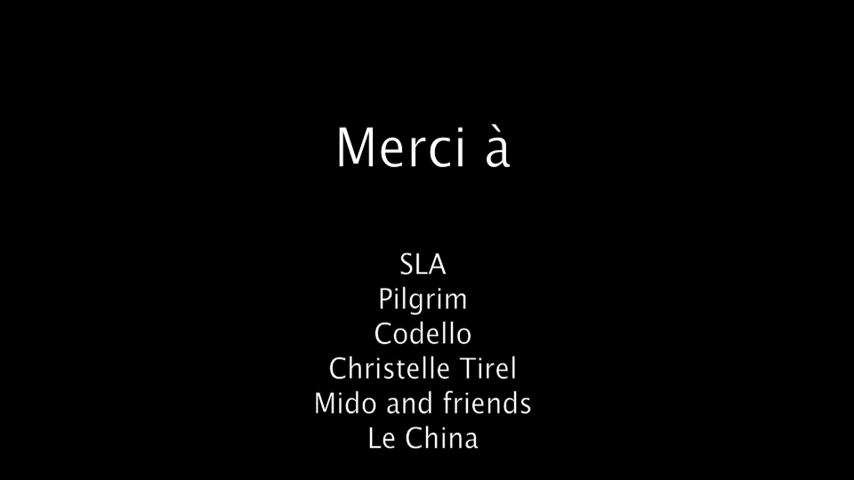 Merci à
SLA
Pilgrim
Codello
Christelle Tirel
Mido and friends
Le China